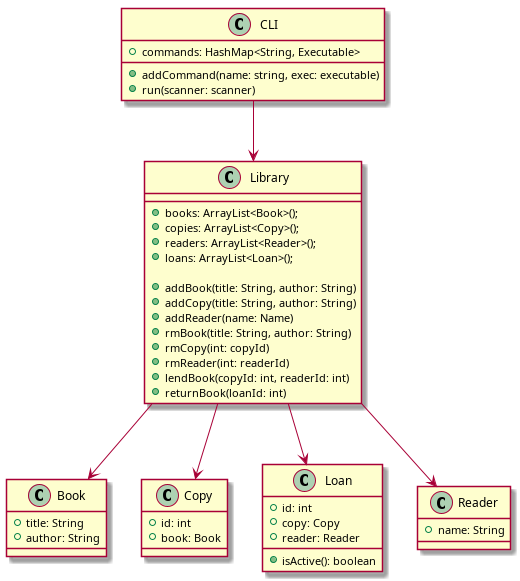 C CLI
commands: HashMap<String, Executable>
addCommand(name: string, exec: executable)
run(scanner: scanner)
C Library
books: ArrayList<Book>();
copies: ArrayList<Copy>();
readers: ArrayList<Reader>();
loans: ArrayList<Loan>();
addBook(title: String, author: String)
addCopy(title: String, author: String)
addReader(name: Name)
rmBook(title: String, author: String)
rmCopy(int: copyId)
rmReader(int: readerId)
lendBook(copyId: int, readerId: int)
returnBook(loanId: int)
C Book
title: String
author: String
C Copy
id: int
book: Book
C Loan
id: int
copy: Copy
reader: Reader
isActive(): boolean
C Reader
name: String